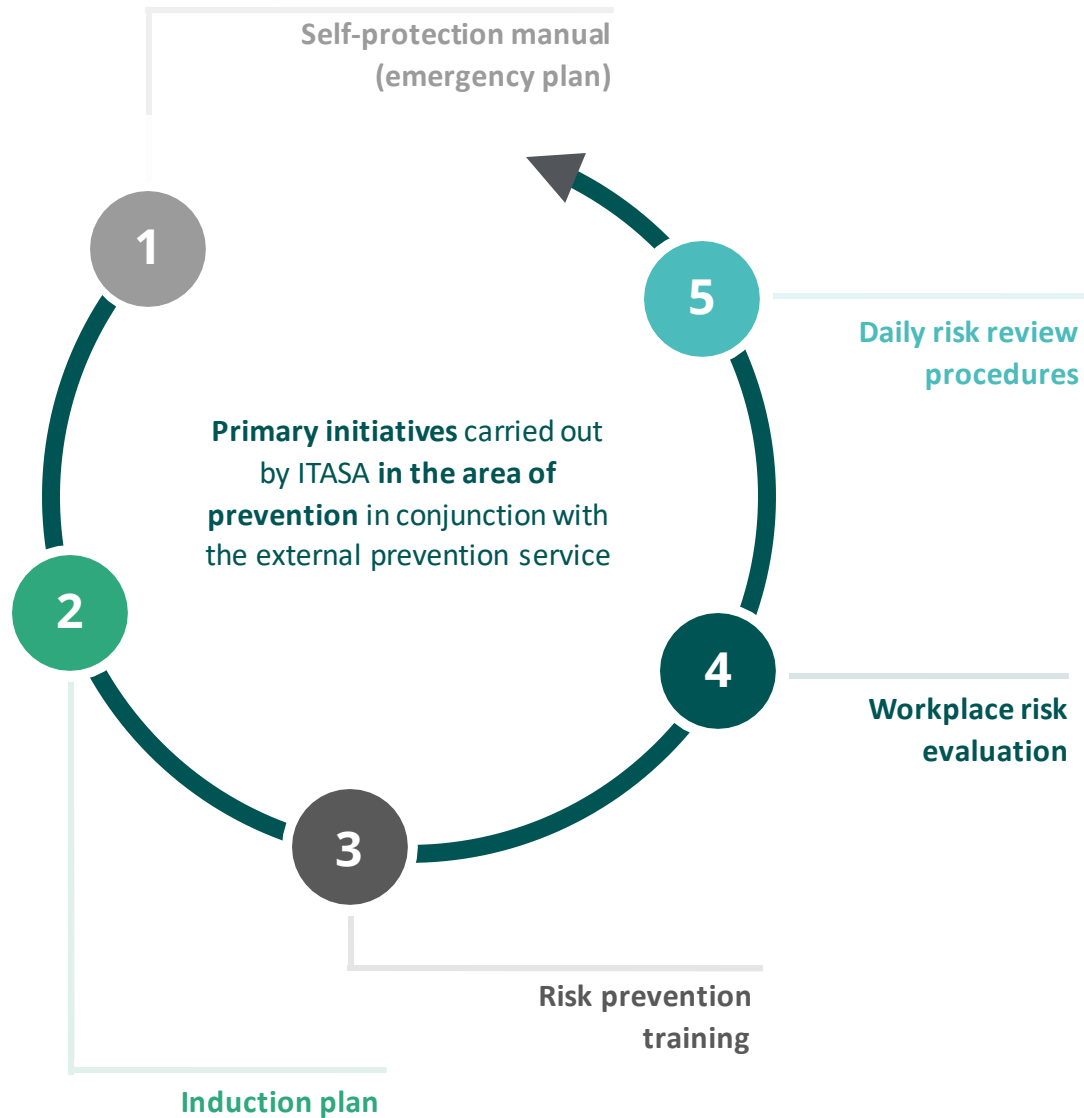 Self-protection manual
(emergency plan)
1
5
Daily risk review
procedures
Primary initiatives carried out
by ITASA in the area of
prevention in conjunction with
the external prevention service
2
4
Workplace risk
evaluation
3
Risk prevention
training
Induction plan